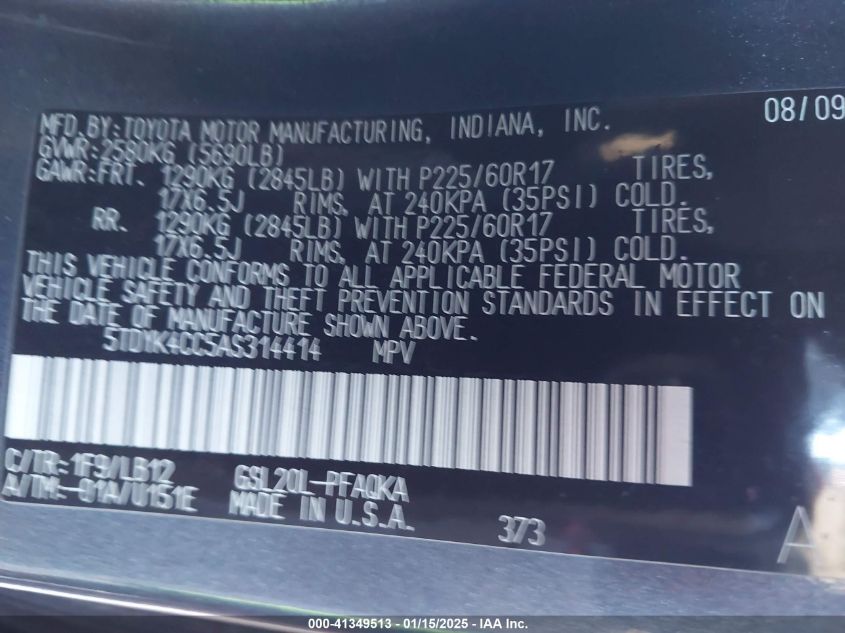 08/09
MFD.BY:TOYOTA MOTOR MANUFACTURING, INDIANA, INC.
GVWR:2580KG (5690LB)
GAWR:FRT. 1290KG (2845LB) WITH P225/60R17 TIRES,
17X6.5J RIMS, AT 240KPA (35PSI) COLD.
RR. 1290KG (2845LB) WITH P225/60R17 TIRES,
17X6.5J RIMS, AT 240KPA (35PSI) COLD.
THIS VEHICLE CONFORMS TO ALL APPLICABLE FEDERAL MOTOR
VEHICLE SAFETY AND THEFT PREVENTION STANDARDS IN EFFECT ON
THE DATE OF MANUFACTURE SHOWN ABOVE.
5TDYK4CC5AS314414 MPV
C/TR:1F9/LB12 GSL20L-PFAQKA
A/TM:-01A/U151E MADE IN U.S.A.
373
A
000-41349513 - 01/15/2025 - IAA Inc.